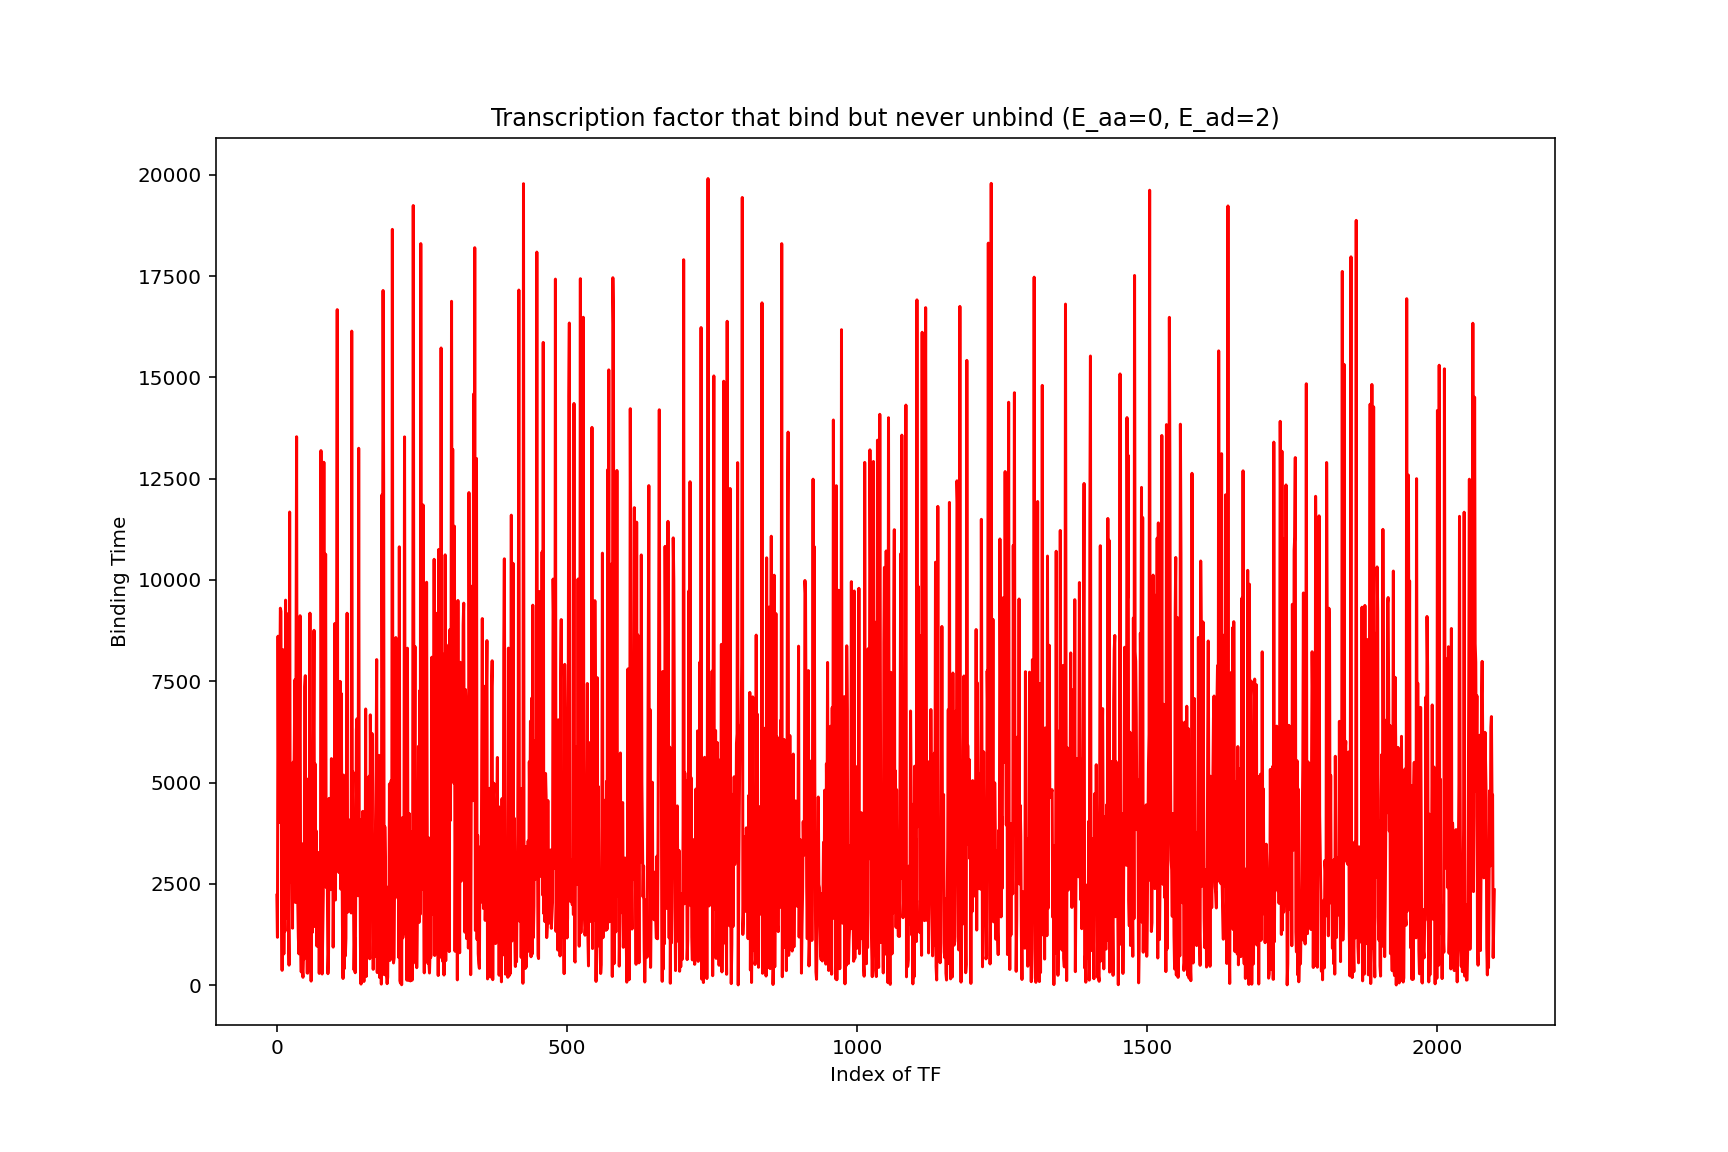 Transcription factor that bind but never unbind (E_aa=0, E_ad=2)
20000
17500
15000
12500
10000
7500
5000
2500
0
Binding Time
0 500 1000 1500 2000
Index of TF